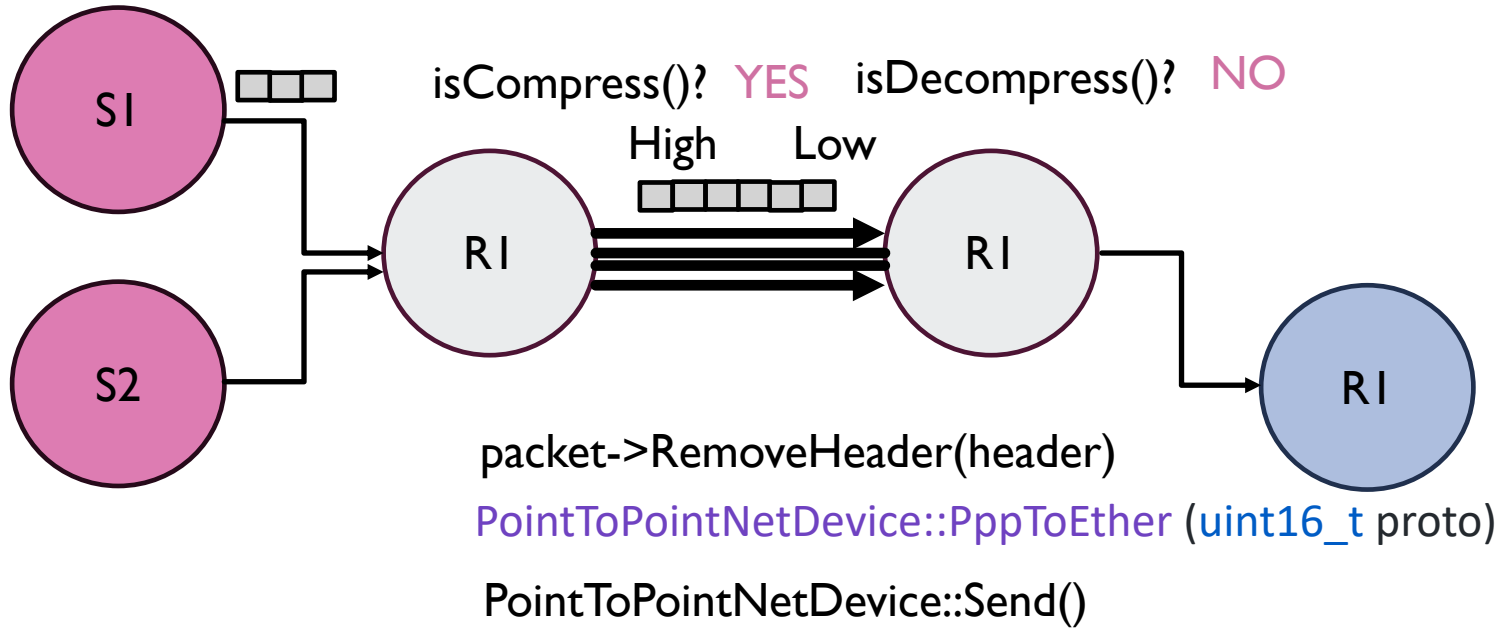 S1
isCompress()? YES
isDecompress()? NO
High Low
R1
R1
S2
R1
packet->RemoveHeader(header)
PointToPointNetDevice::PppToEther (uint16_t proto)
PointToPointNetDevice::Send()